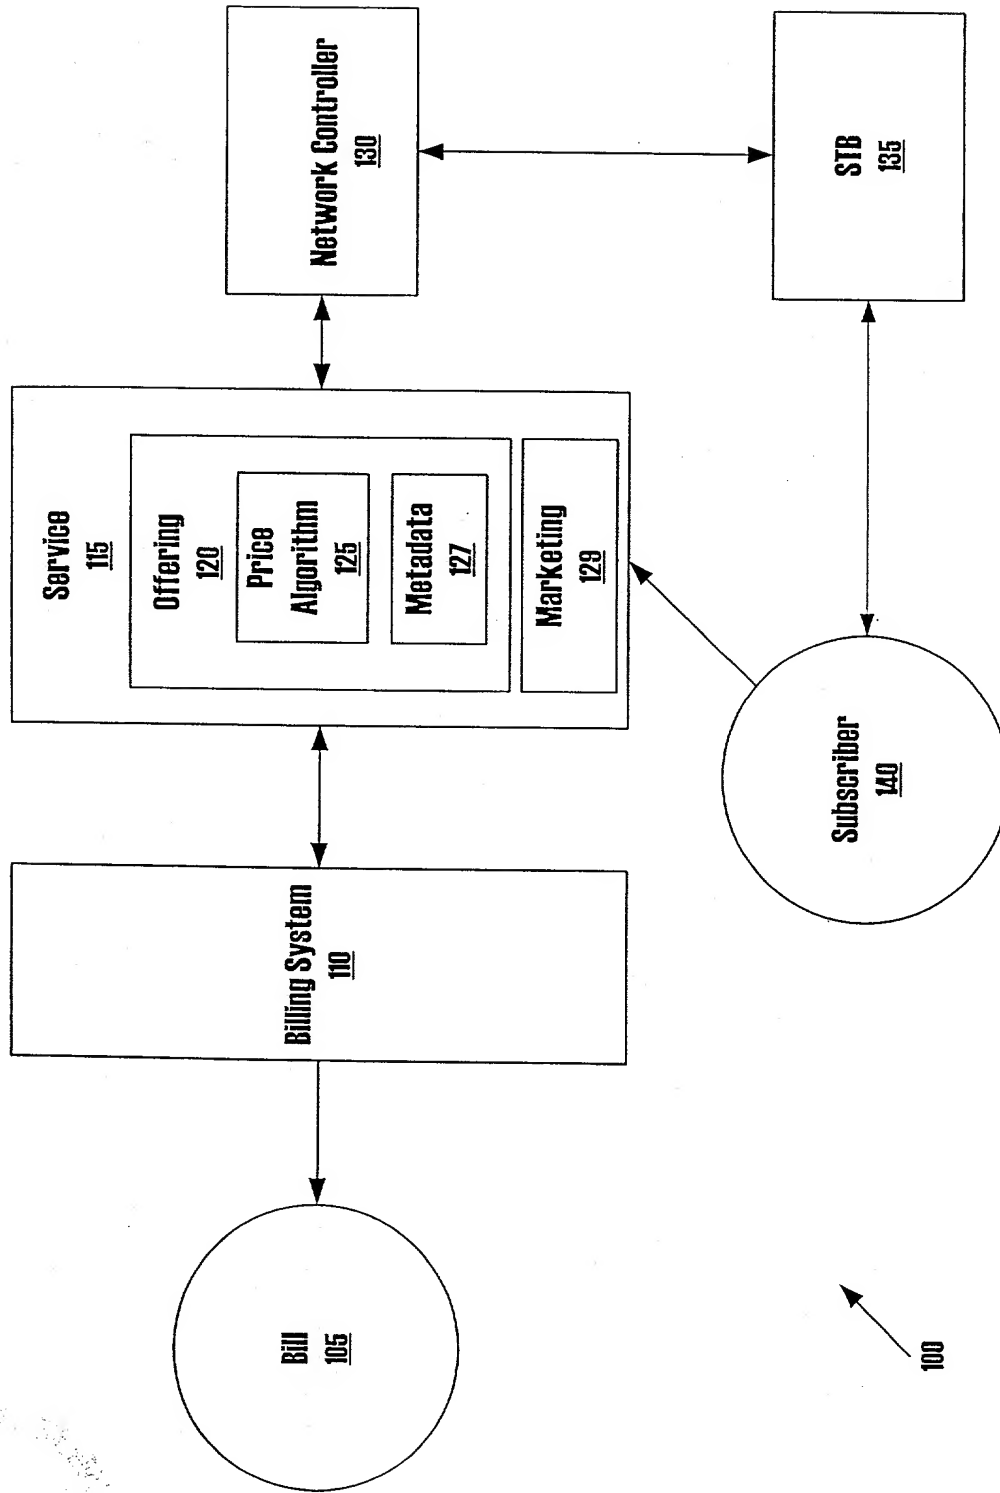 Bill
105
Billing System
110
Service
115
Offering
120
Price
Algorithm
125
Metadata
127
Marketing
129
Network Controller
130
Subscriber
140
STB
135
100